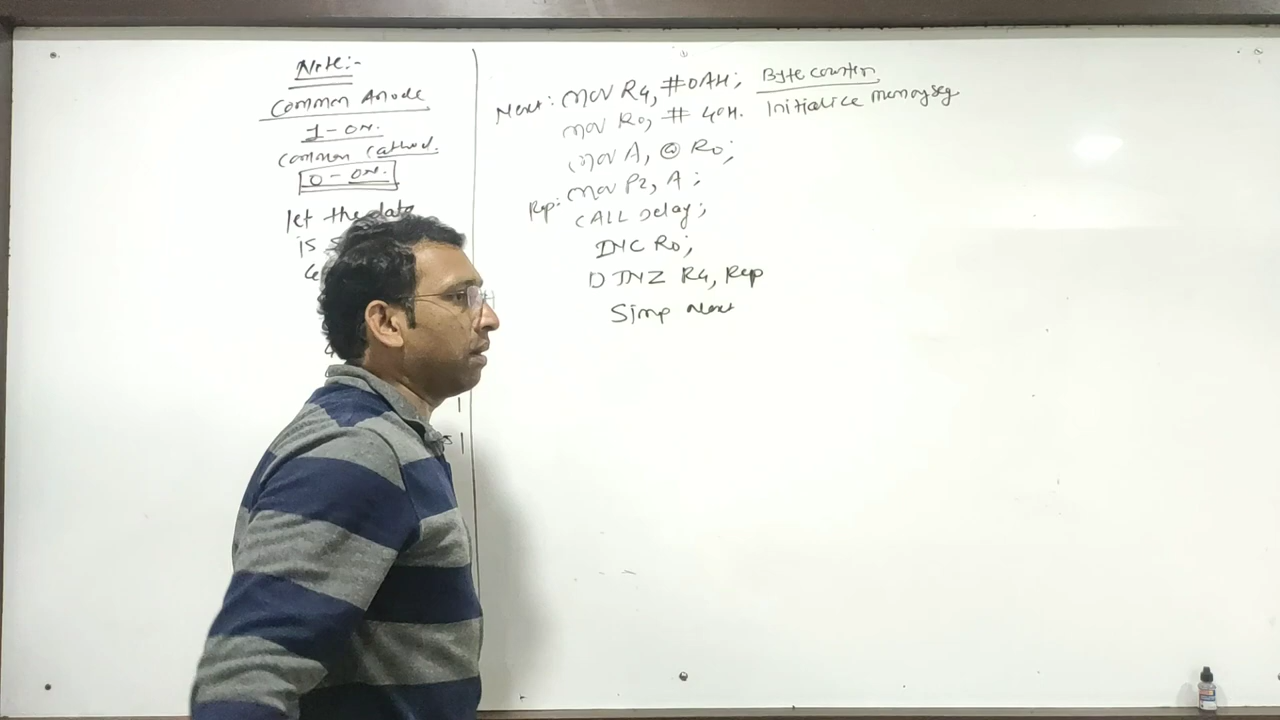 Note:-
Common Anode
1 - ON.
Common Cathod.
0 - ON.
let the data
is
Next: Mov R4, #0AH; Byte counter
Mov R0, # 40H. Initialice Memory seg
Mov A, @ R0;
Rep: Mov P2, A;
CALL Delay;
INC R0;
DJNZ R4, Rep
Sjmp Next